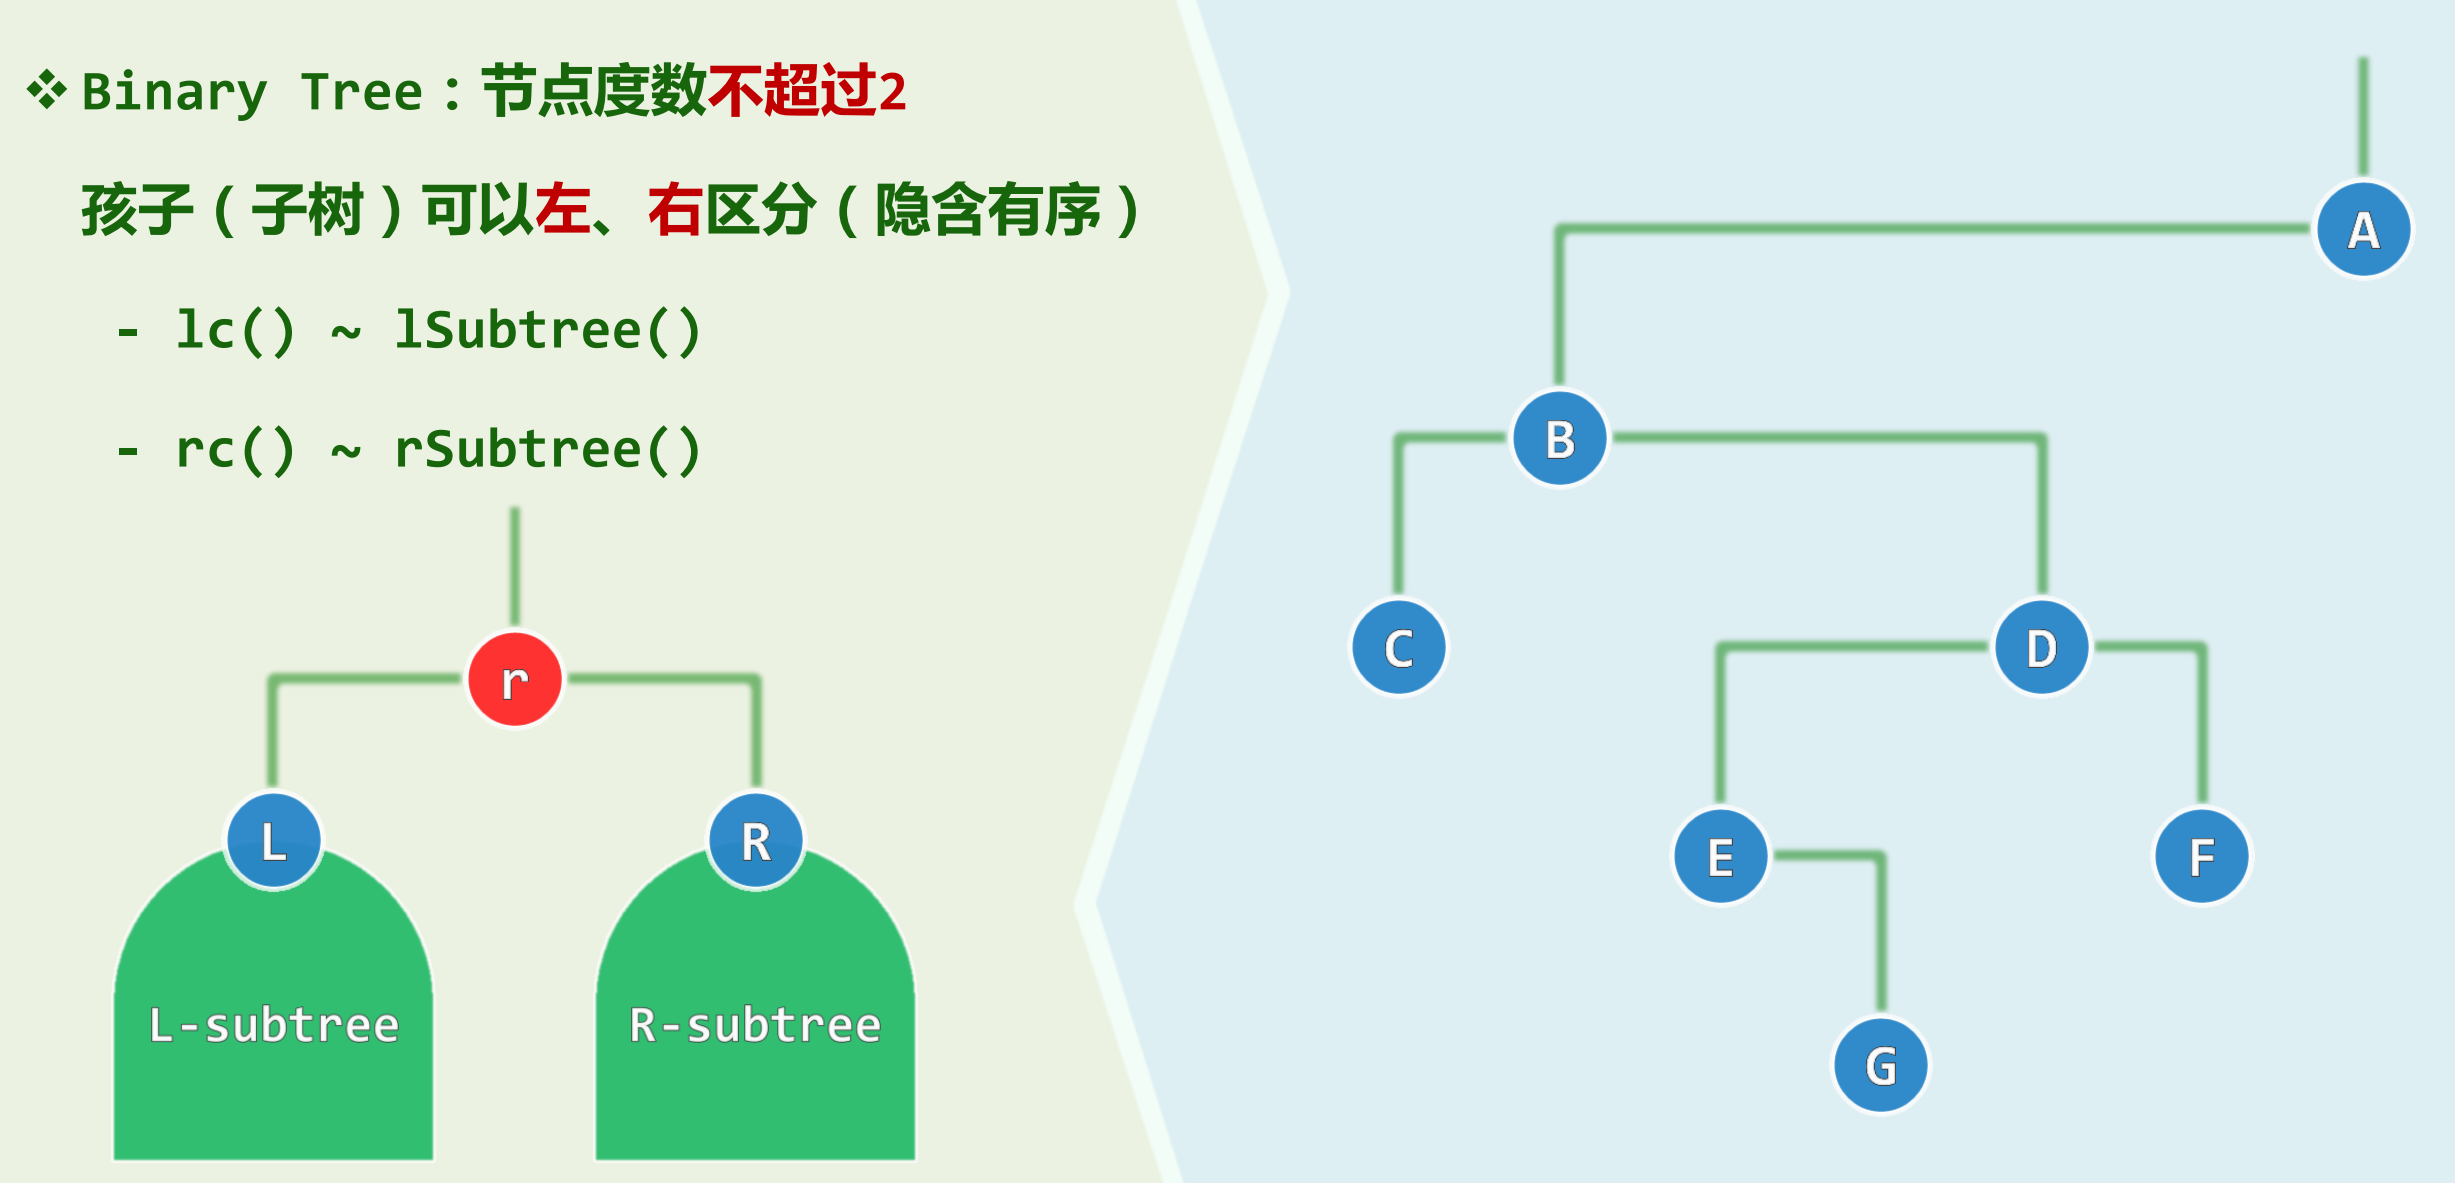 ❖ Binary Tree：节点度数不超过2
孩子（子树）可以左、右区分（隐含有序）
- lc() ~ lSubtree()
- rc() ~ rSubtree()
r
L
R
L-subtree
R-subtree
A
B
C
D
E
F
G